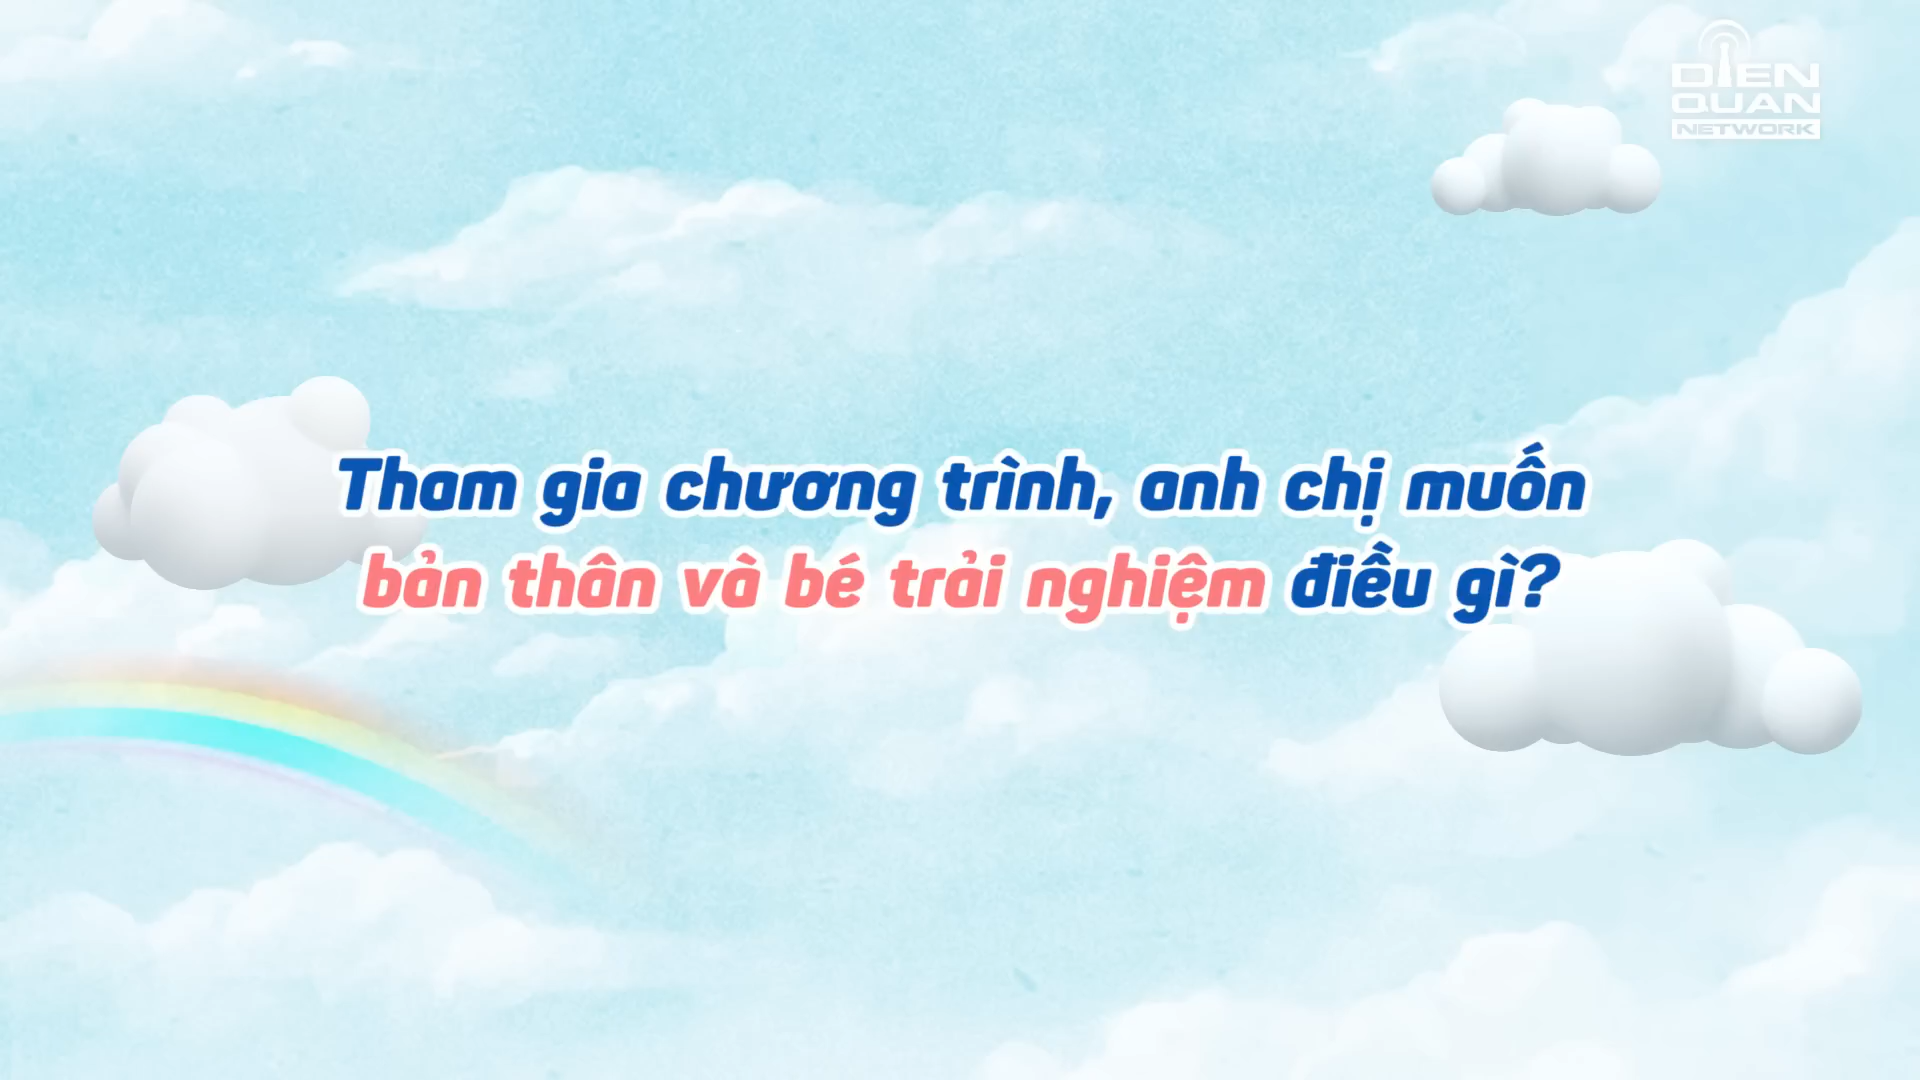 DIEN
QUAN
NETWORK
Tham gia chương trình, anh chị muốn
bản thân và bé trải nghiệm điều gì?